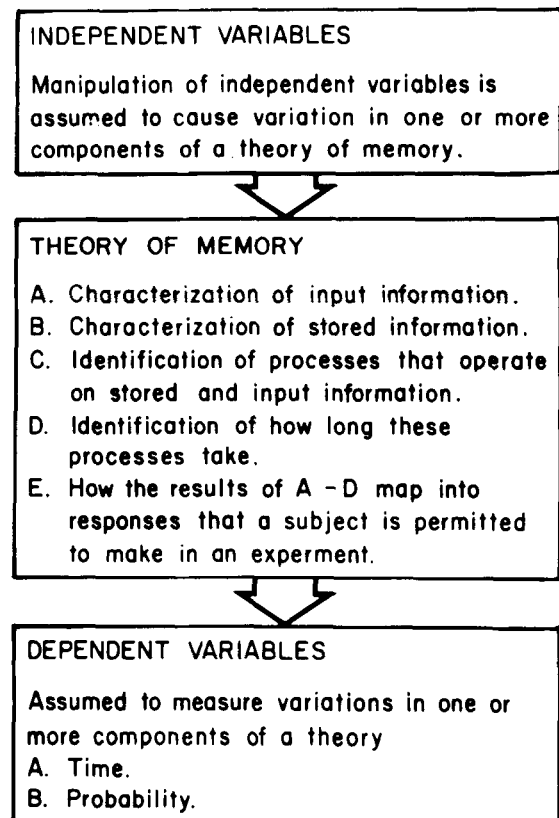 INDEPENDENT VARIABLES
Manipulation of independent variables is
assumed to cause variation in one or more
components of a theory of memory.
THEORY OF MEMORY
A. Characterization of input information.
B. Characterization of stored information.
C. Identification of processes that operate
on stored and input information.
D. Identification of how long these
processes take.
E. How the results of A - D map into
responses that a subject is permitted
to make in an experment.
DEPENDENT VARIABLES
Assumed to measure variations in one or
more components of a theory
A. Time.
B. Probability.